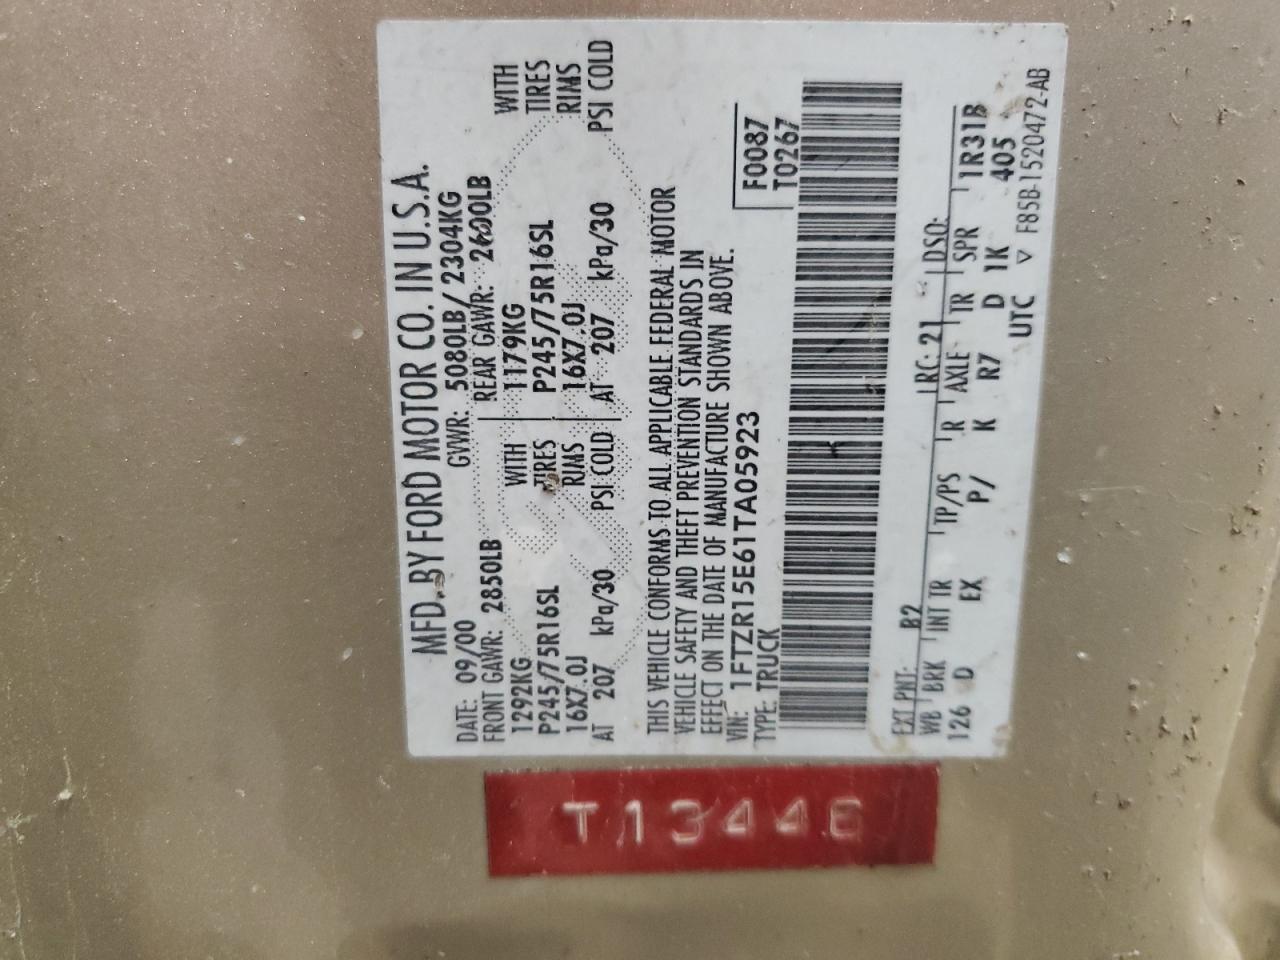 MFD. BY FORD MOTOR CO. IN U.S.A.
DATE: 09/00 GVWR: 5080LB/ 2304KG
FRONT GAWR: 2850LB REAR GAWR: 2600LB
1292KG WITH 1179KG WITH
P245/75R16SL TIRES P245/75R16SL TIRES
16X7.0J RIMS 16X7.0J RIMS
AT 207 kPa/30 PSI COLD AT 207 kPa/30 PSI COLD
THIS VEHICLE CONFORMS TO ALL APPLICABLE FEDERAL MOTOR
VEHICLE SAFETY AND THEFT PREVENTION STANDARDS IN
EFFECT ON THE DATE OF MANUFACTURE SHOWN ABOVE.
VIN: 1FTZR15E61TA05923 F0087
TYPE: TRUCK T0267
EXT PNT: B2 RC: 21 DSO:
WB BRK INT TR TP/PS R AXLE TR SPR 1R31B
126 D EX P/ K R7 D 1K 405
UTC ▽ F85B-1520472-AB
T13446